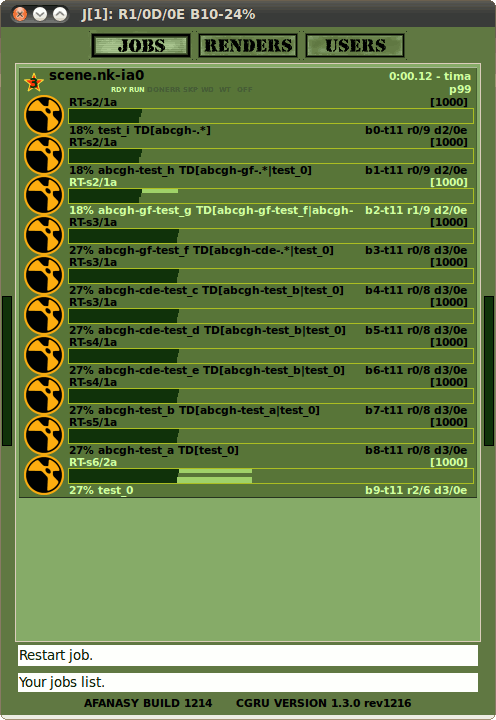 J[1]: R1/0D/0E B10-24%
JOBS RENDERS USERS
scene.nk-ia0 0:00.12 - tima
RDY RUN DON ERR SKP WD WT OFF p99
RT-s2/1a [1000]
18% test_i TD[abcgh-.*] b0-t11 r0/9 d2/0e
RT-s2/1a [1000]
18% abcgh-test_h TD[abcgh-gf-.*|test_0] b1-t11 r0/9 d2/0e
RT-s2/1a [1000]
18% abcgh-gf-test_g TD[abcgh-gf-test_f|abcgh- b2-t11 r1/9 d2/0e
RT-s3/1a [1000]
27% abcgh-gf-test_f TD[abcgh-cde-.*|test_0] b3-t11 r0/8 d3/0e
RT-s3/1a [1000]
27% abcgh-cde-test_c TD[abcgh-test_b|test_0] b4-t11 r0/8 d3/0e
RT-s3/1a [1000]
27% abcgh-cde-test_d TD[abcgh-test_b|test_0] b5-t11 r0/8 d3/0e
RT-s4/1a [1000]
27% abcgh-cde-test_e TD[abcgh-test_b|test_0] b6-t11 r0/8 d3/0e
RT-s4/1a [1000]
27% abcgh-test_b TD[abcgh-test_a|test_0] b7-t11 r0/8 d3/0e
RT-s5/1a [1000]
27% abcgh-test_a TD[test_0] b8-t11 r0/8 d3/0e
RT-s6/2a [1000]
27% test_0 b9-t11 r2/6 d3/0e
Restart job.
Your jobs list.
AFANASY BUILD 1214 CGRU VERSION 1.3.0 rev1216